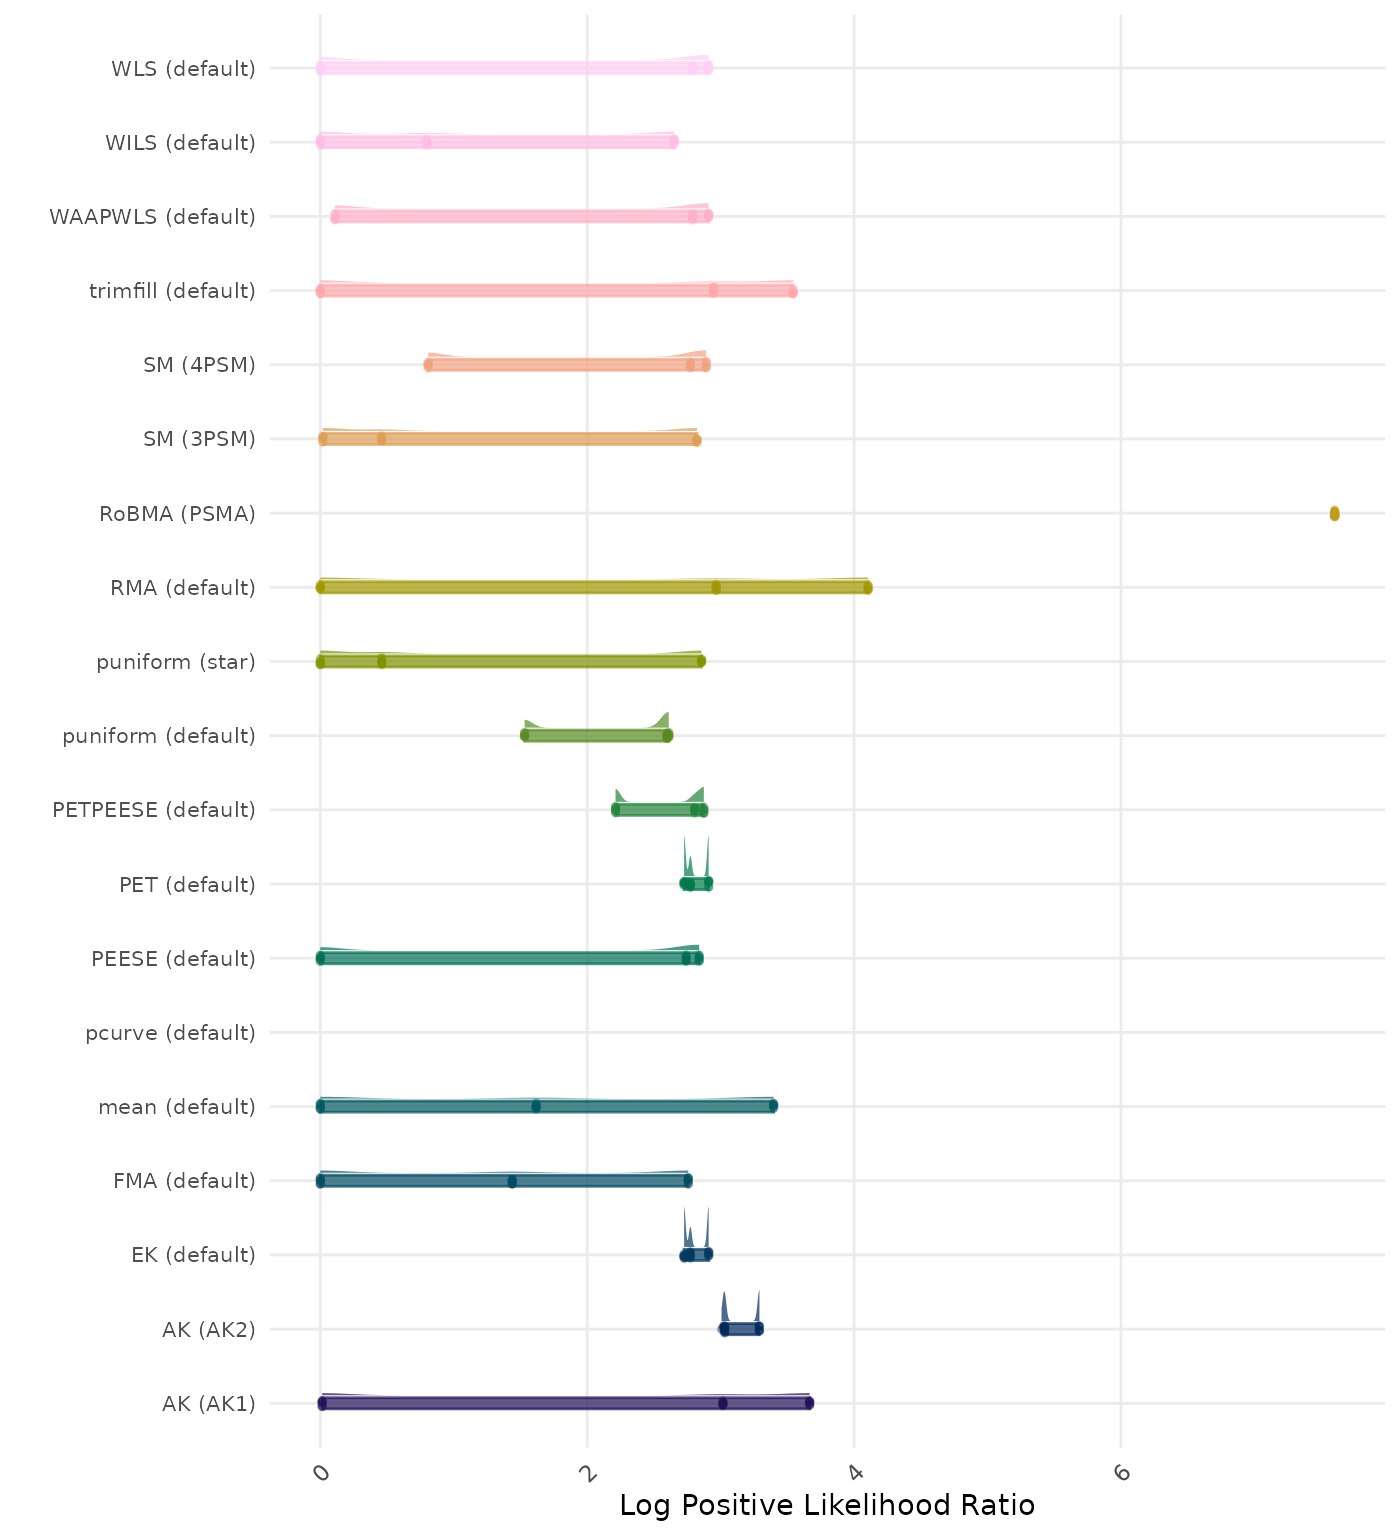 WLS (default)
WILS (default)
WAAPWLS (default)
trimfill (default)
SM (4PSM)
SM (3PSM)
RoBMA (PSMA)
RMA (default)
puniform (star)
puniform (default)
PETPEESE (default)
PET (default)
PEESE (default)
pcurve (default)
mean (default)
FMA (default)
EK (default)
AK (AK2)
AK (AK1)
0 2 4 6
Log Positive Likelihood Ratio